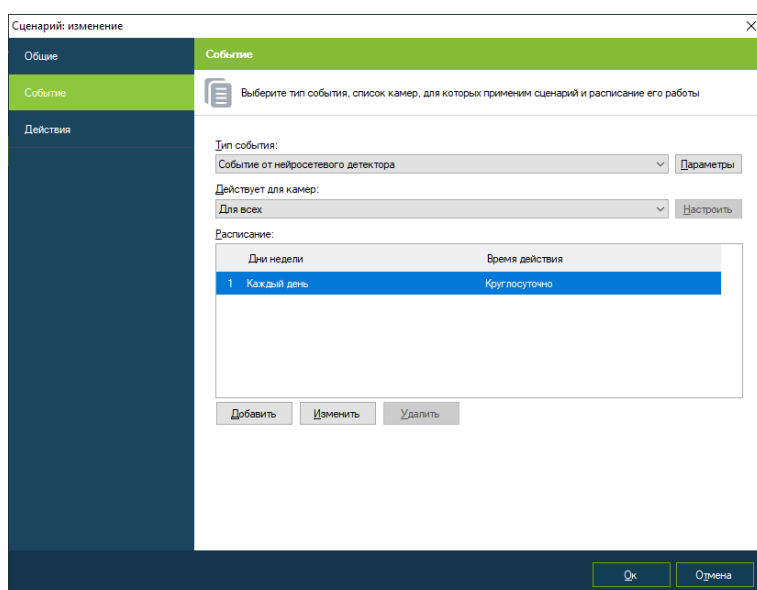 Сценарий: изменение
Общие
Событие
Действия
Событие
Выберите тип события, список камер, для которых применим сценарий и расписание его работы
Тип события:
Событие от нейросетевого детектора
Параметры
Действует для камер:
Для всех
Настроить
Расписание:
Дни недели Время действия
1 Каждый день Круглосуточно
Добавить Изменить Удалить
Ок Отмена